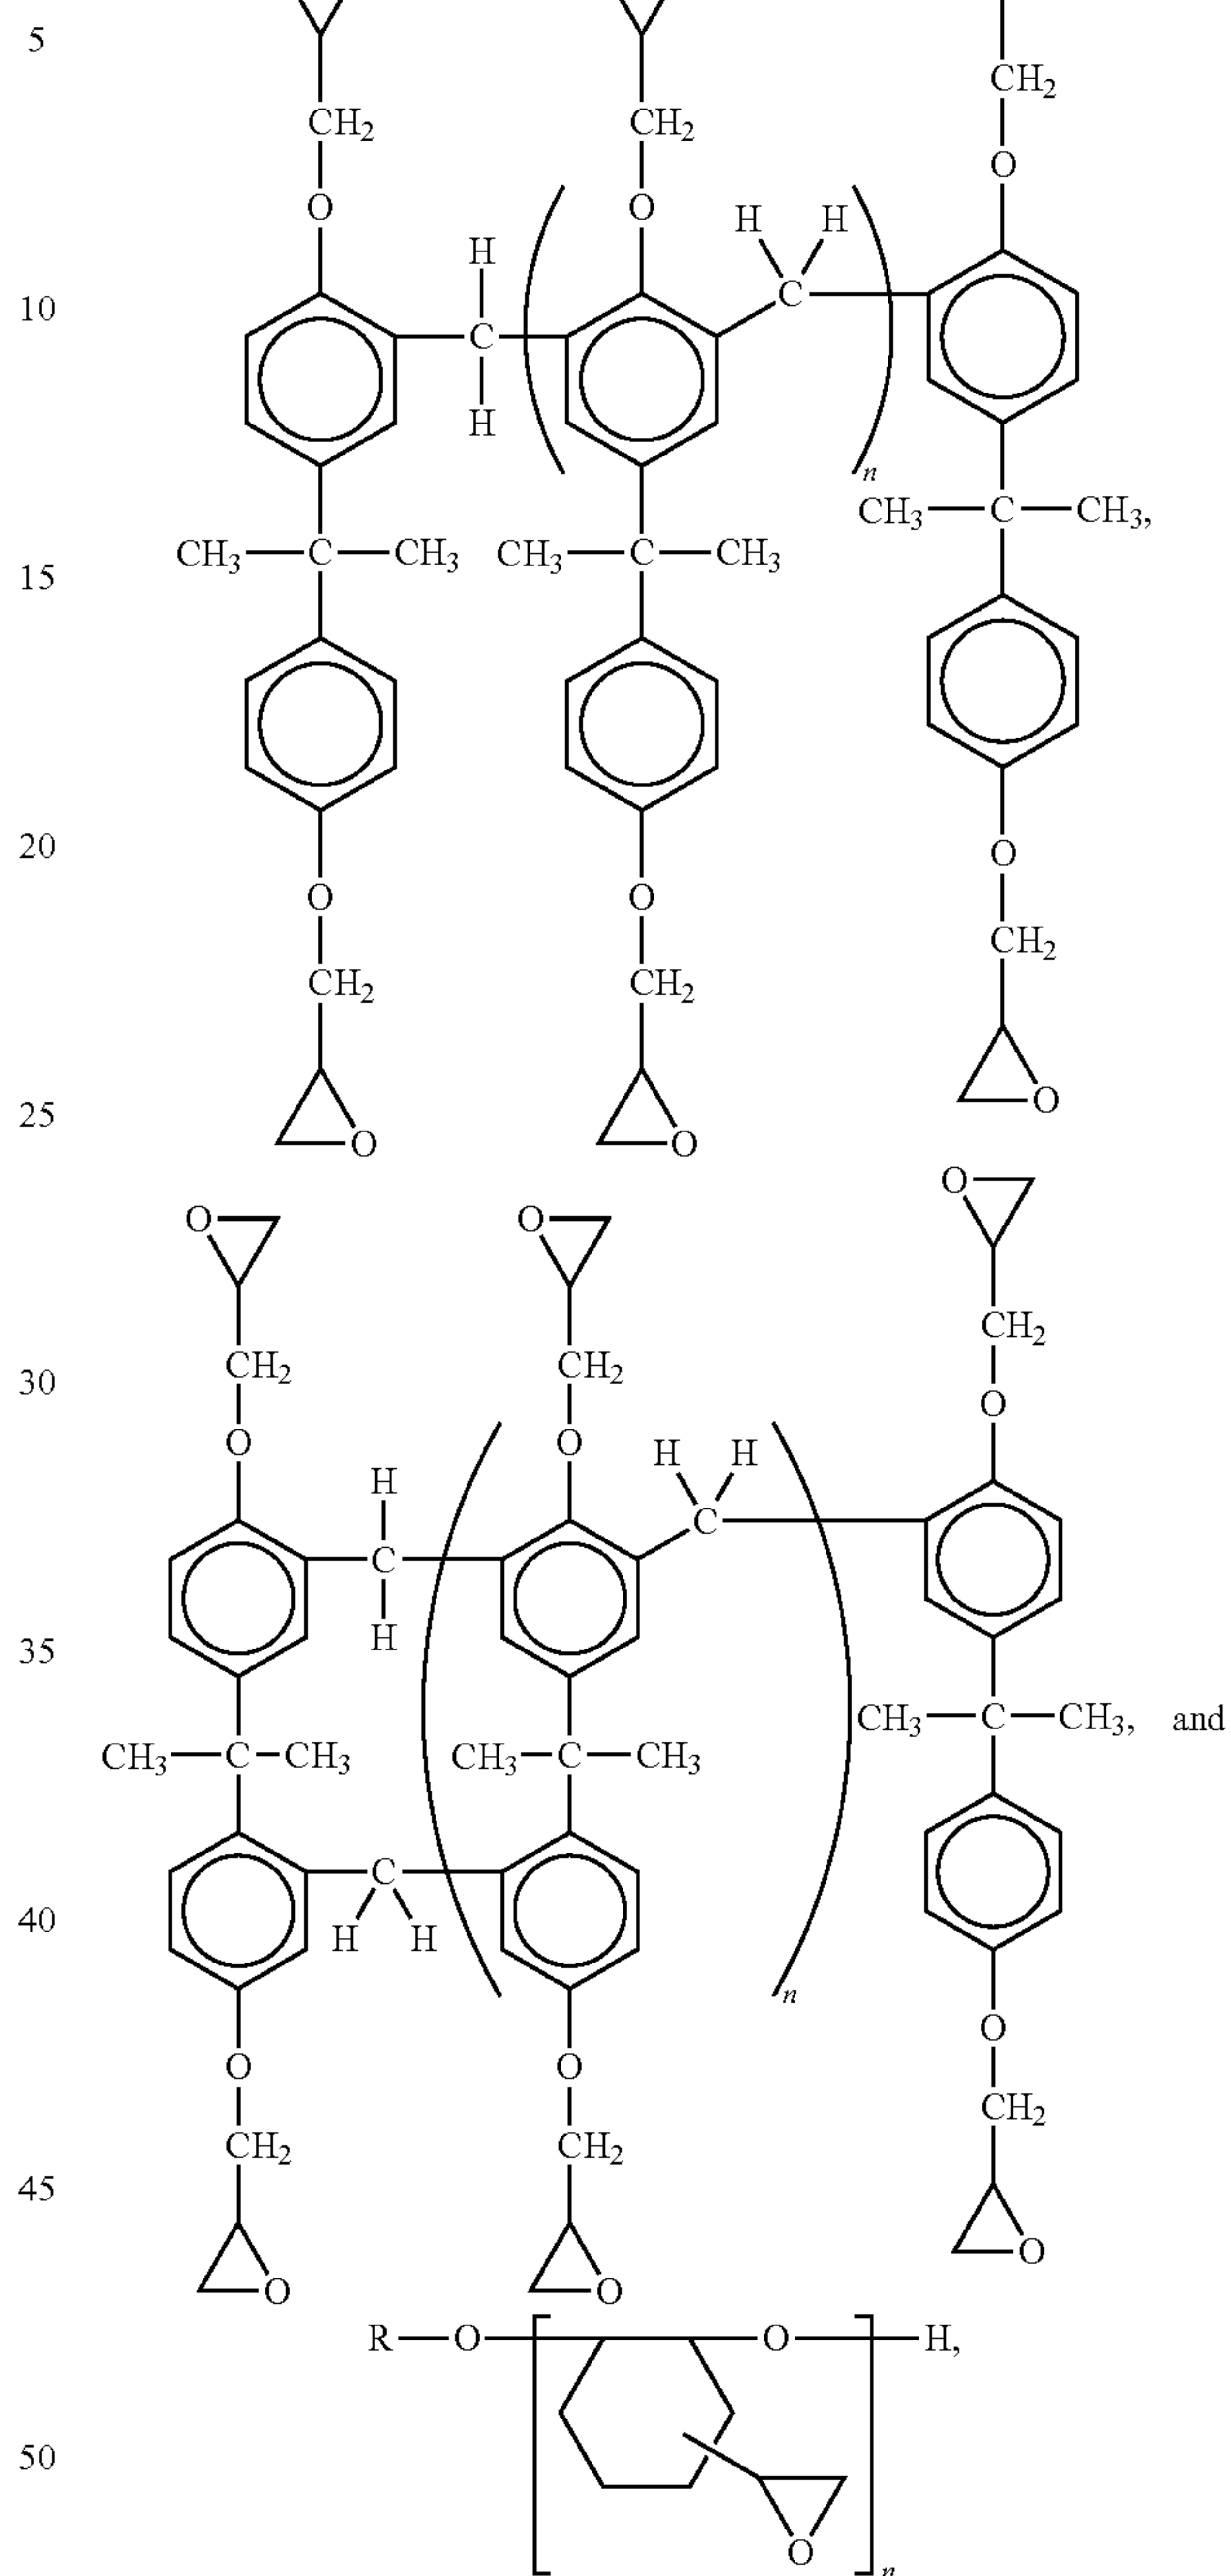 5
CH2
CH2 CH2
O
O O
H H H
10 C C
H
n
CH3 C CH3,
CH3 C CH3 CH3 C CH3
15
20
O
O O
CH2
CH2 CH2
O
25
O O
O
O O
CH2
CH2 CH2
30
O
O O
H H H
C
C
H
35
CH3 C CH3, and
CH3 C CH3 CH3 C CH3
C
40
H H
n
O
O O
CH2
CH2 CH2
45
O
O O
R O O H,
50
O
n